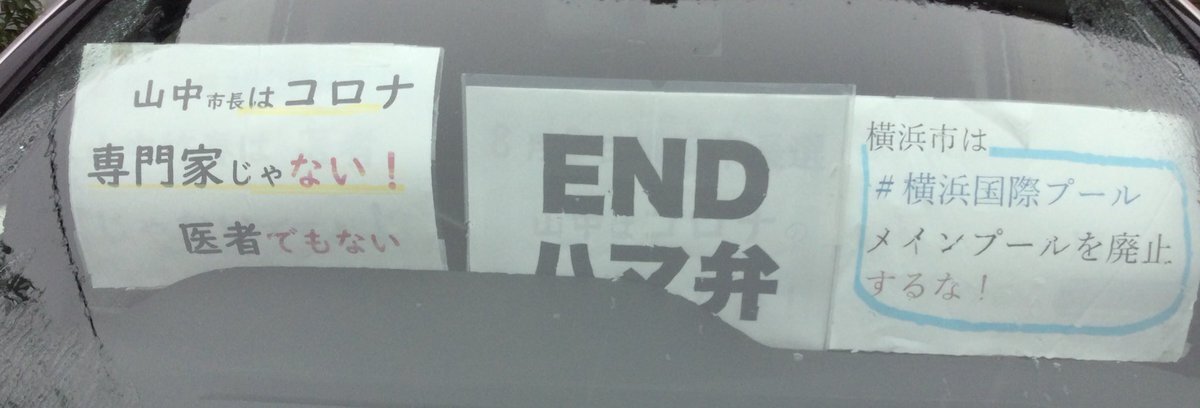 山中市長はコロナ
専門家じゃない！
医者でもない
END
ハマ弁
横浜市は
#横浜国際プール
メインプールを廃止
するな！